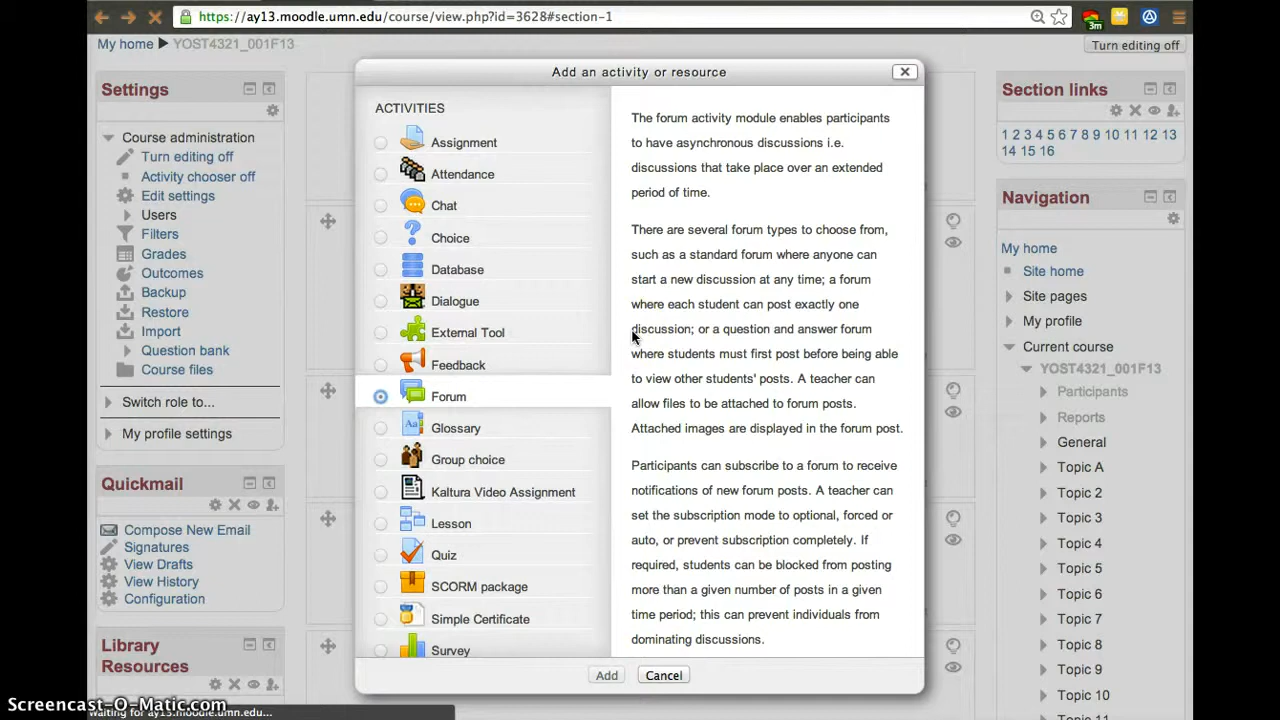 https://ay13.moodle.umn.edu/course/view.php?id=3628#section-1
3m
My home
YOST4321_001F13
Turn editing off
Settings
Course administration
Turn editing off
Activity chooser off
Edit settings
Users
Filters
Grades
Outcomes
Backup
Restore
Import
Question bank
Course files
Switch role to...
My profile settings
Quickmail
Compose New Email
Signatures
View Drafts
View History
Configuration
Library
Resources
Add an activity or resource
ACTIVITIES
Assignment
Attendance
Chat
Choice
Database
Dialogue
External Tool
Feedback
Forum
Aa
Glossary
Group choice
Kaltura Video Assignment
Lesson
Quiz
SCORM package
Simple Certificate
Survey
The forum activity module enables participants
to have asynchronous discussions i.e.
discussions that take place over an extended
period of time.
There are several forum types to choose from,
such as a standard forum where anyone can
start a new discussion at any time; a forum
where each student can post exactly one
discussion; or a question and answer forum
where students must first post before being able
to view other students' posts. A teacher can
allow files to be attached to forum posts.
Attached images are displayed in the forum post.
Participants can subscribe to a forum to receive
notifications of new forum posts. A teacher can
set the subscription mode to optional, forced or
auto, or prevent subscription completely. If
required, students can be blocked from posting
more than a given number of posts in a given
time period; this can prevent individuals from
dominating discussions.
Add
Cancel
Section links
1 2 3 4 5 6 7 8 9 10 11 12 13
14 15 16
Navigation
My home
Site home
Site pages
My profile
Current course
YOST4321_001F13
Participants
Reports
General
Topic A
Topic 2
Topic 3
Topic 4
Topic 5
Topic 6
Topic 7
Topic 8
Topic 9
Topic 10
Topic 11
Screencast-O-Matic.com
Waiting for ay13.moodle.umn.edu...